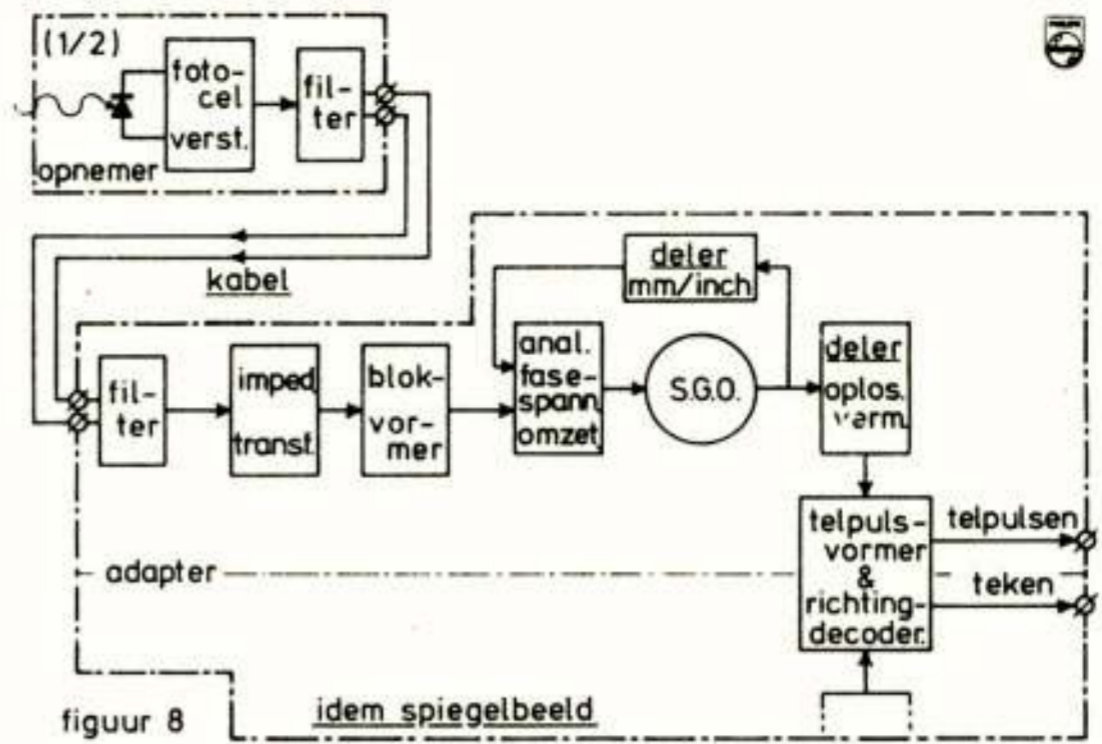 (1/2)
foto-
cel
verst.
fil-
ter
opnemer
PHILIPS
kabel
deler
mm/inch
fil-
ter
imped.
transf.
blok-
vor-
mer
anal.
fase-
spann.
omzet.
S.G.O.
deler
oplos.
verm.
telpuls-
vormer
&
richting-
decoder.
telpulsen
teken
adapter
figuur 8
idem spiegelbeeld